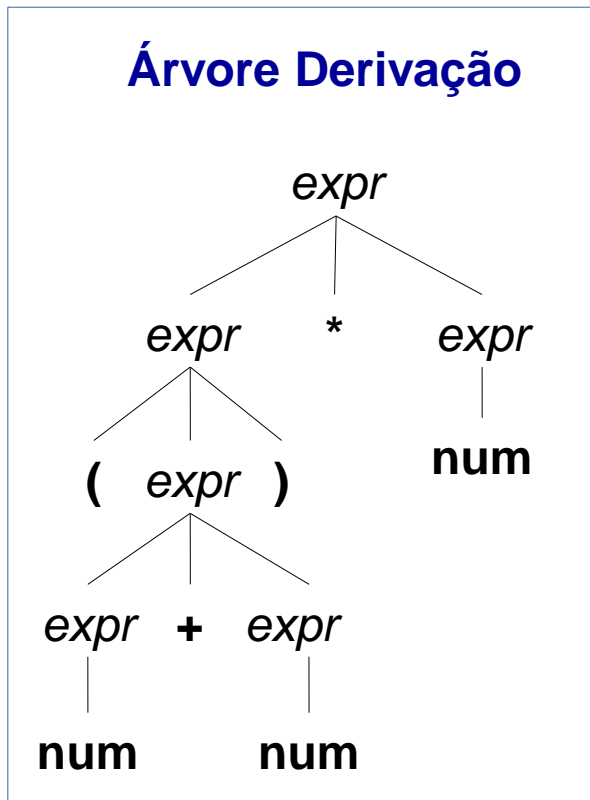 Árvore Derivação
expr
expr * expr
( expr ) num
expr + expr
num num